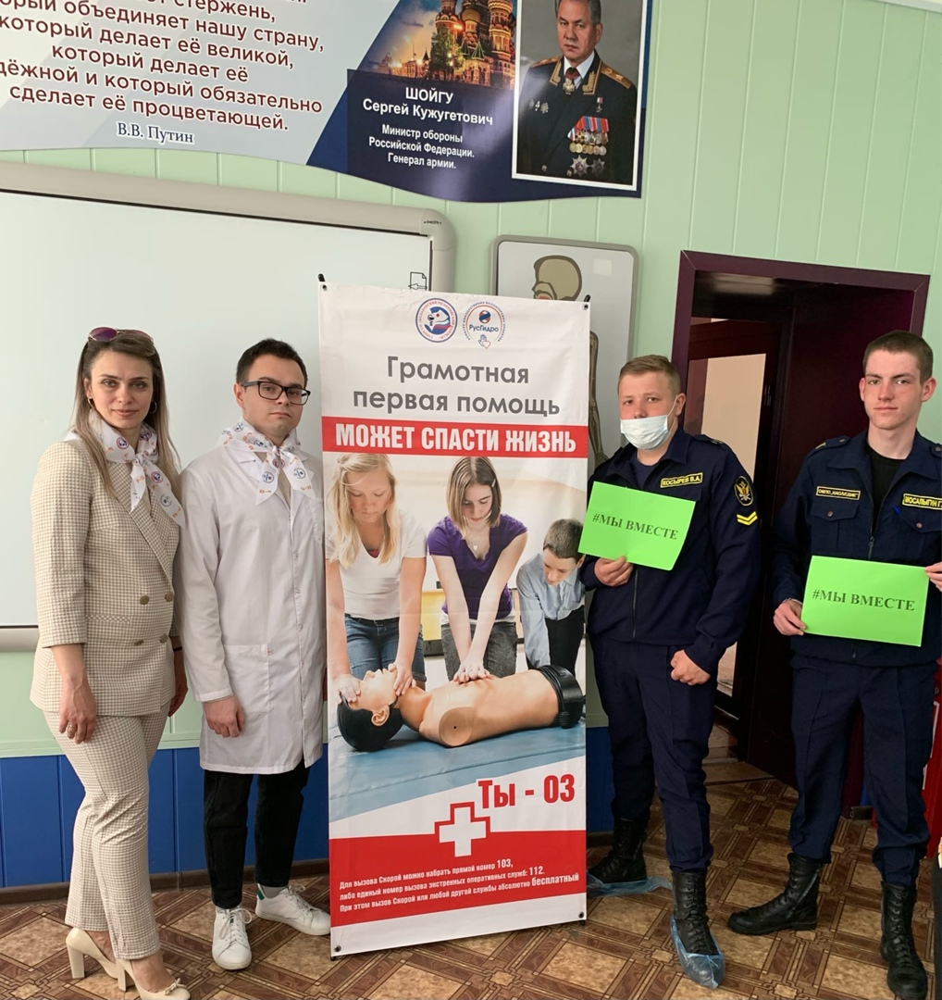 стержень,
объединяет нашу страну,
который делает её великой,
который делает её
и который обязательно
сделает её процветающей.
В.В. Путин
ШОЙГУ
Сергей Кужугетович
Министр обороны
Российской Федерации.
Генерал армии.
РусГидро
Грамотная
первая помощь
МОЖЕТ СПАСТИ ЖИЗНЬ
КОСЫРЕВ В.А.
#МЫ ВМЕСТЕ
МОСАЛЫГИН Г.
#МЫ ВМЕСТЕ
Ты - 03
Для вызова Скорой можно набрать прямой номер 103,
либо единый номер вызова экстренных оперативных служб: 112.
При этом вызов Скорой или любой другой службы абсолютно бесплатный